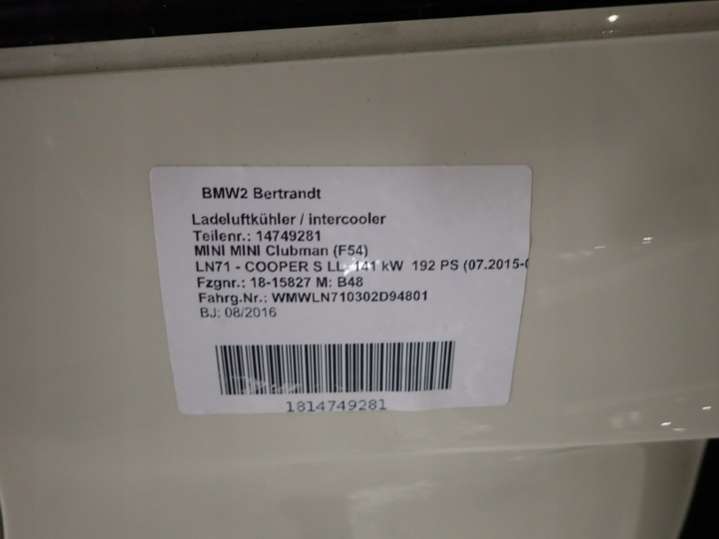 BMW2 Bertrandt
Ladeluftkühler / intercooler
Teilenr.: 14749281
MINI MINI Clubman (F54)
LN71 - COOPER S LL 141 kW 192 PS (07.2015-0
Fzgnr.: 18-15827 M: B48
Fahrg.Nr.: WMWLN710302D94801
BJ: 08/2016
1814749281